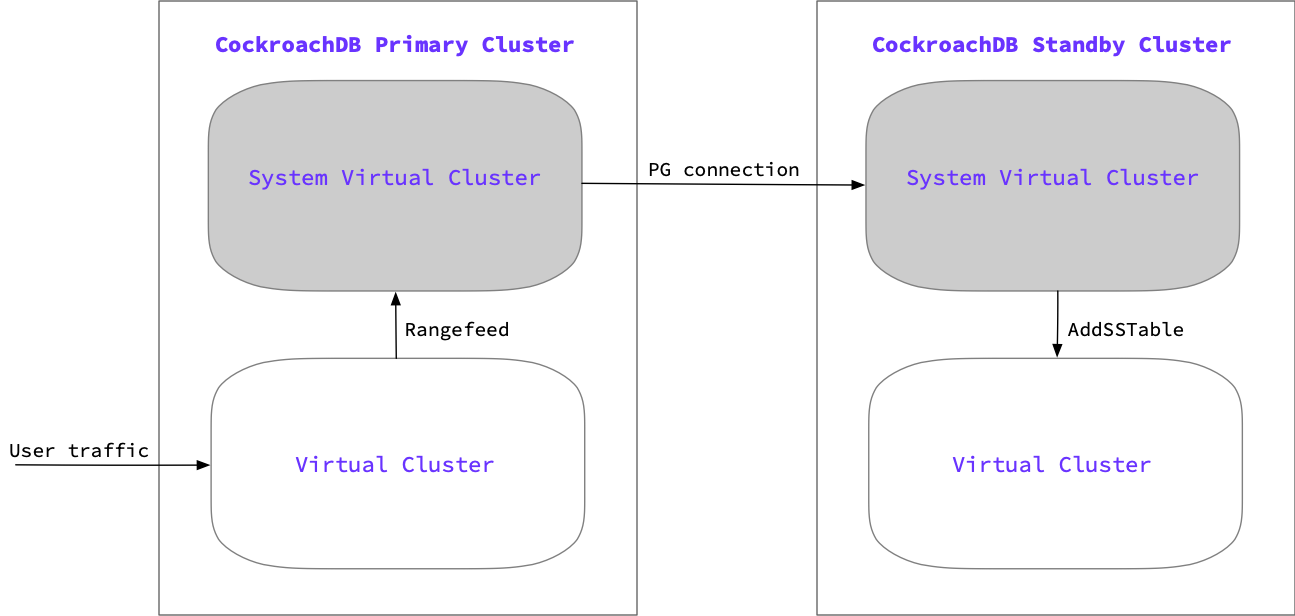 CockroachDB Primary Cluster
CockroachDB Standby Cluster
System Virtual Cluster
PG connection
System Virtual Cluster
Rangefeed
AddSSTable
User traffic
Virtual Cluster
Virtual Cluster